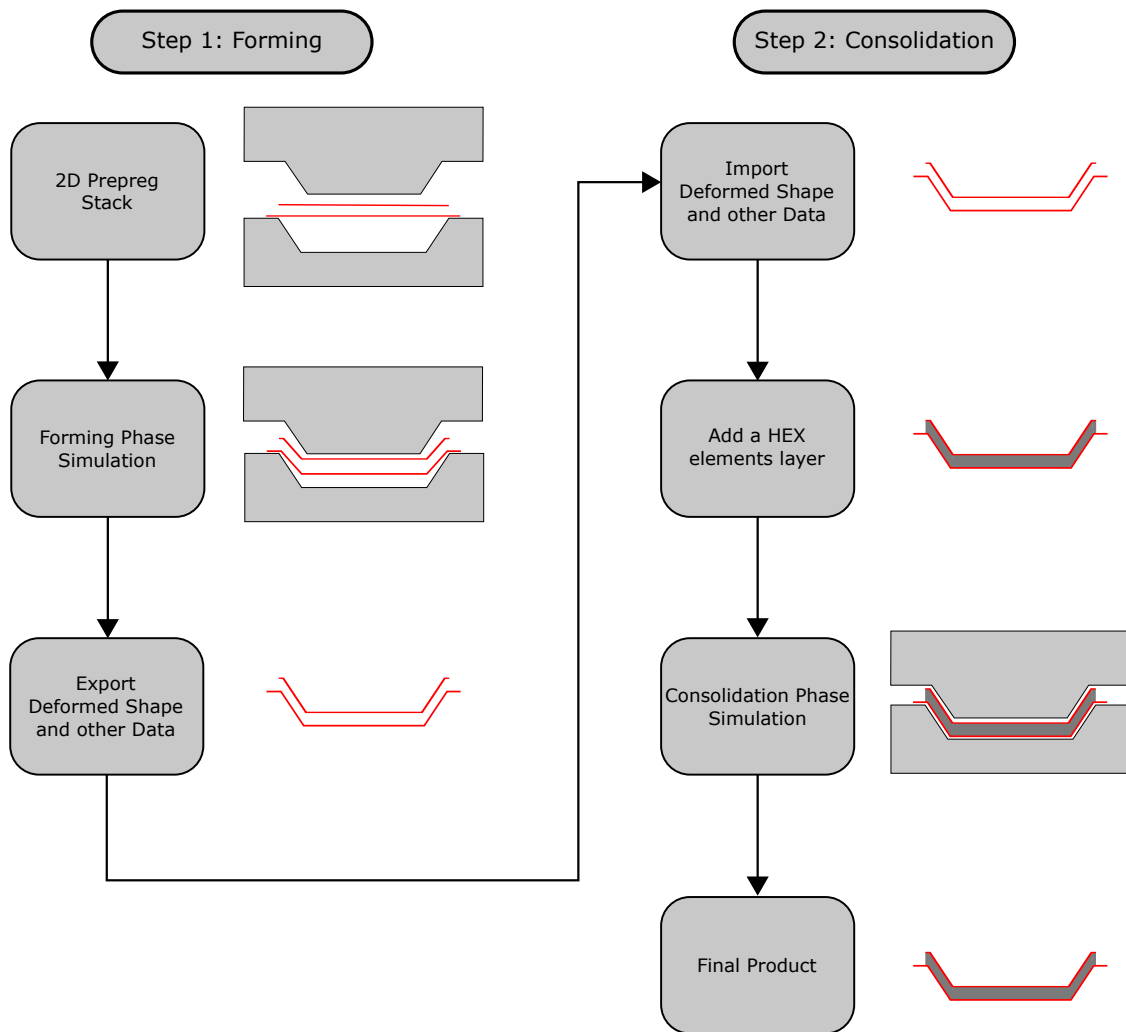 Step 1: Forming
2D Prepreg
Stack
Forming Phase
Simulation
Export
Deformed Shape
and other Data
Step 2: Consolidation
Import
Deformed Shape
and other Data
Add a HEX
elements layer
Consolidation Phase
Simulation
Final Product